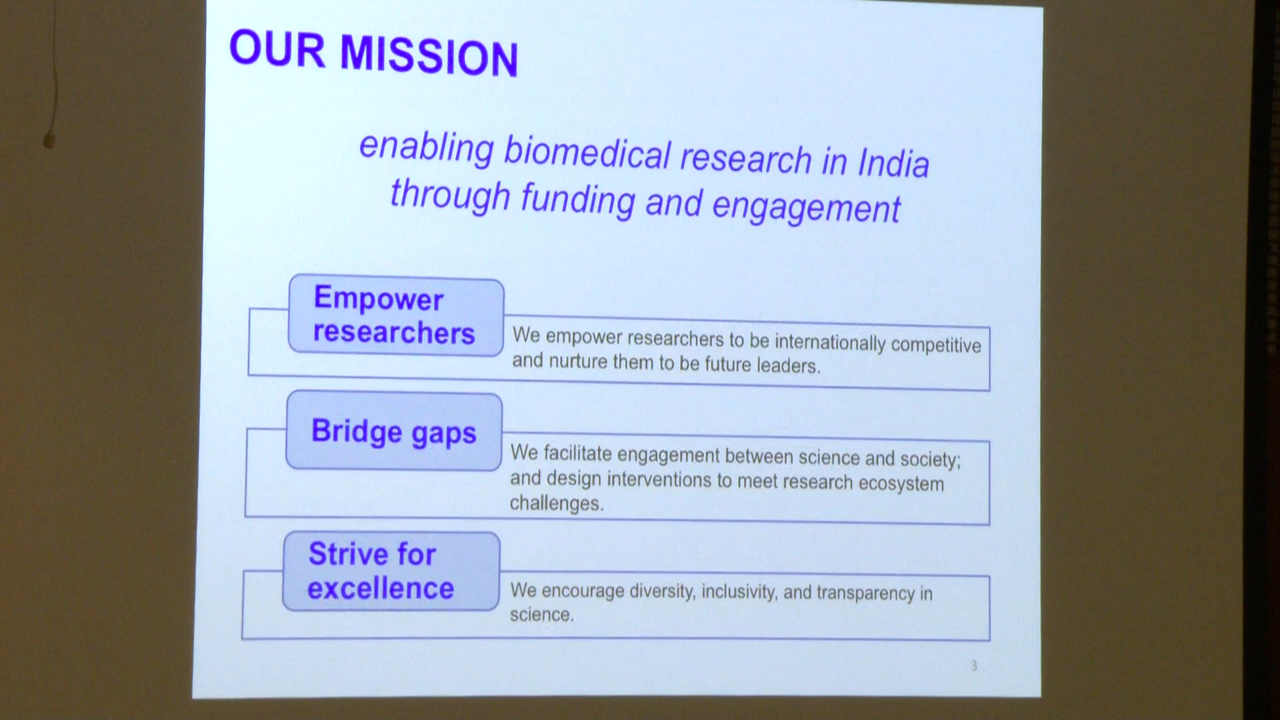 OUR MISSION
enabling biomedical research in India
through funding and engagement
Empower
researchers
We empower researchers to be internationally competitive
and nurture them to be future leaders.
Bridge gaps
We facilitate engagement between science and society;
and design interventions to meet research ecosystem
challenges.
Strive for
excellence
We encourage diversity, inclusivity, and transparency in
science.
3